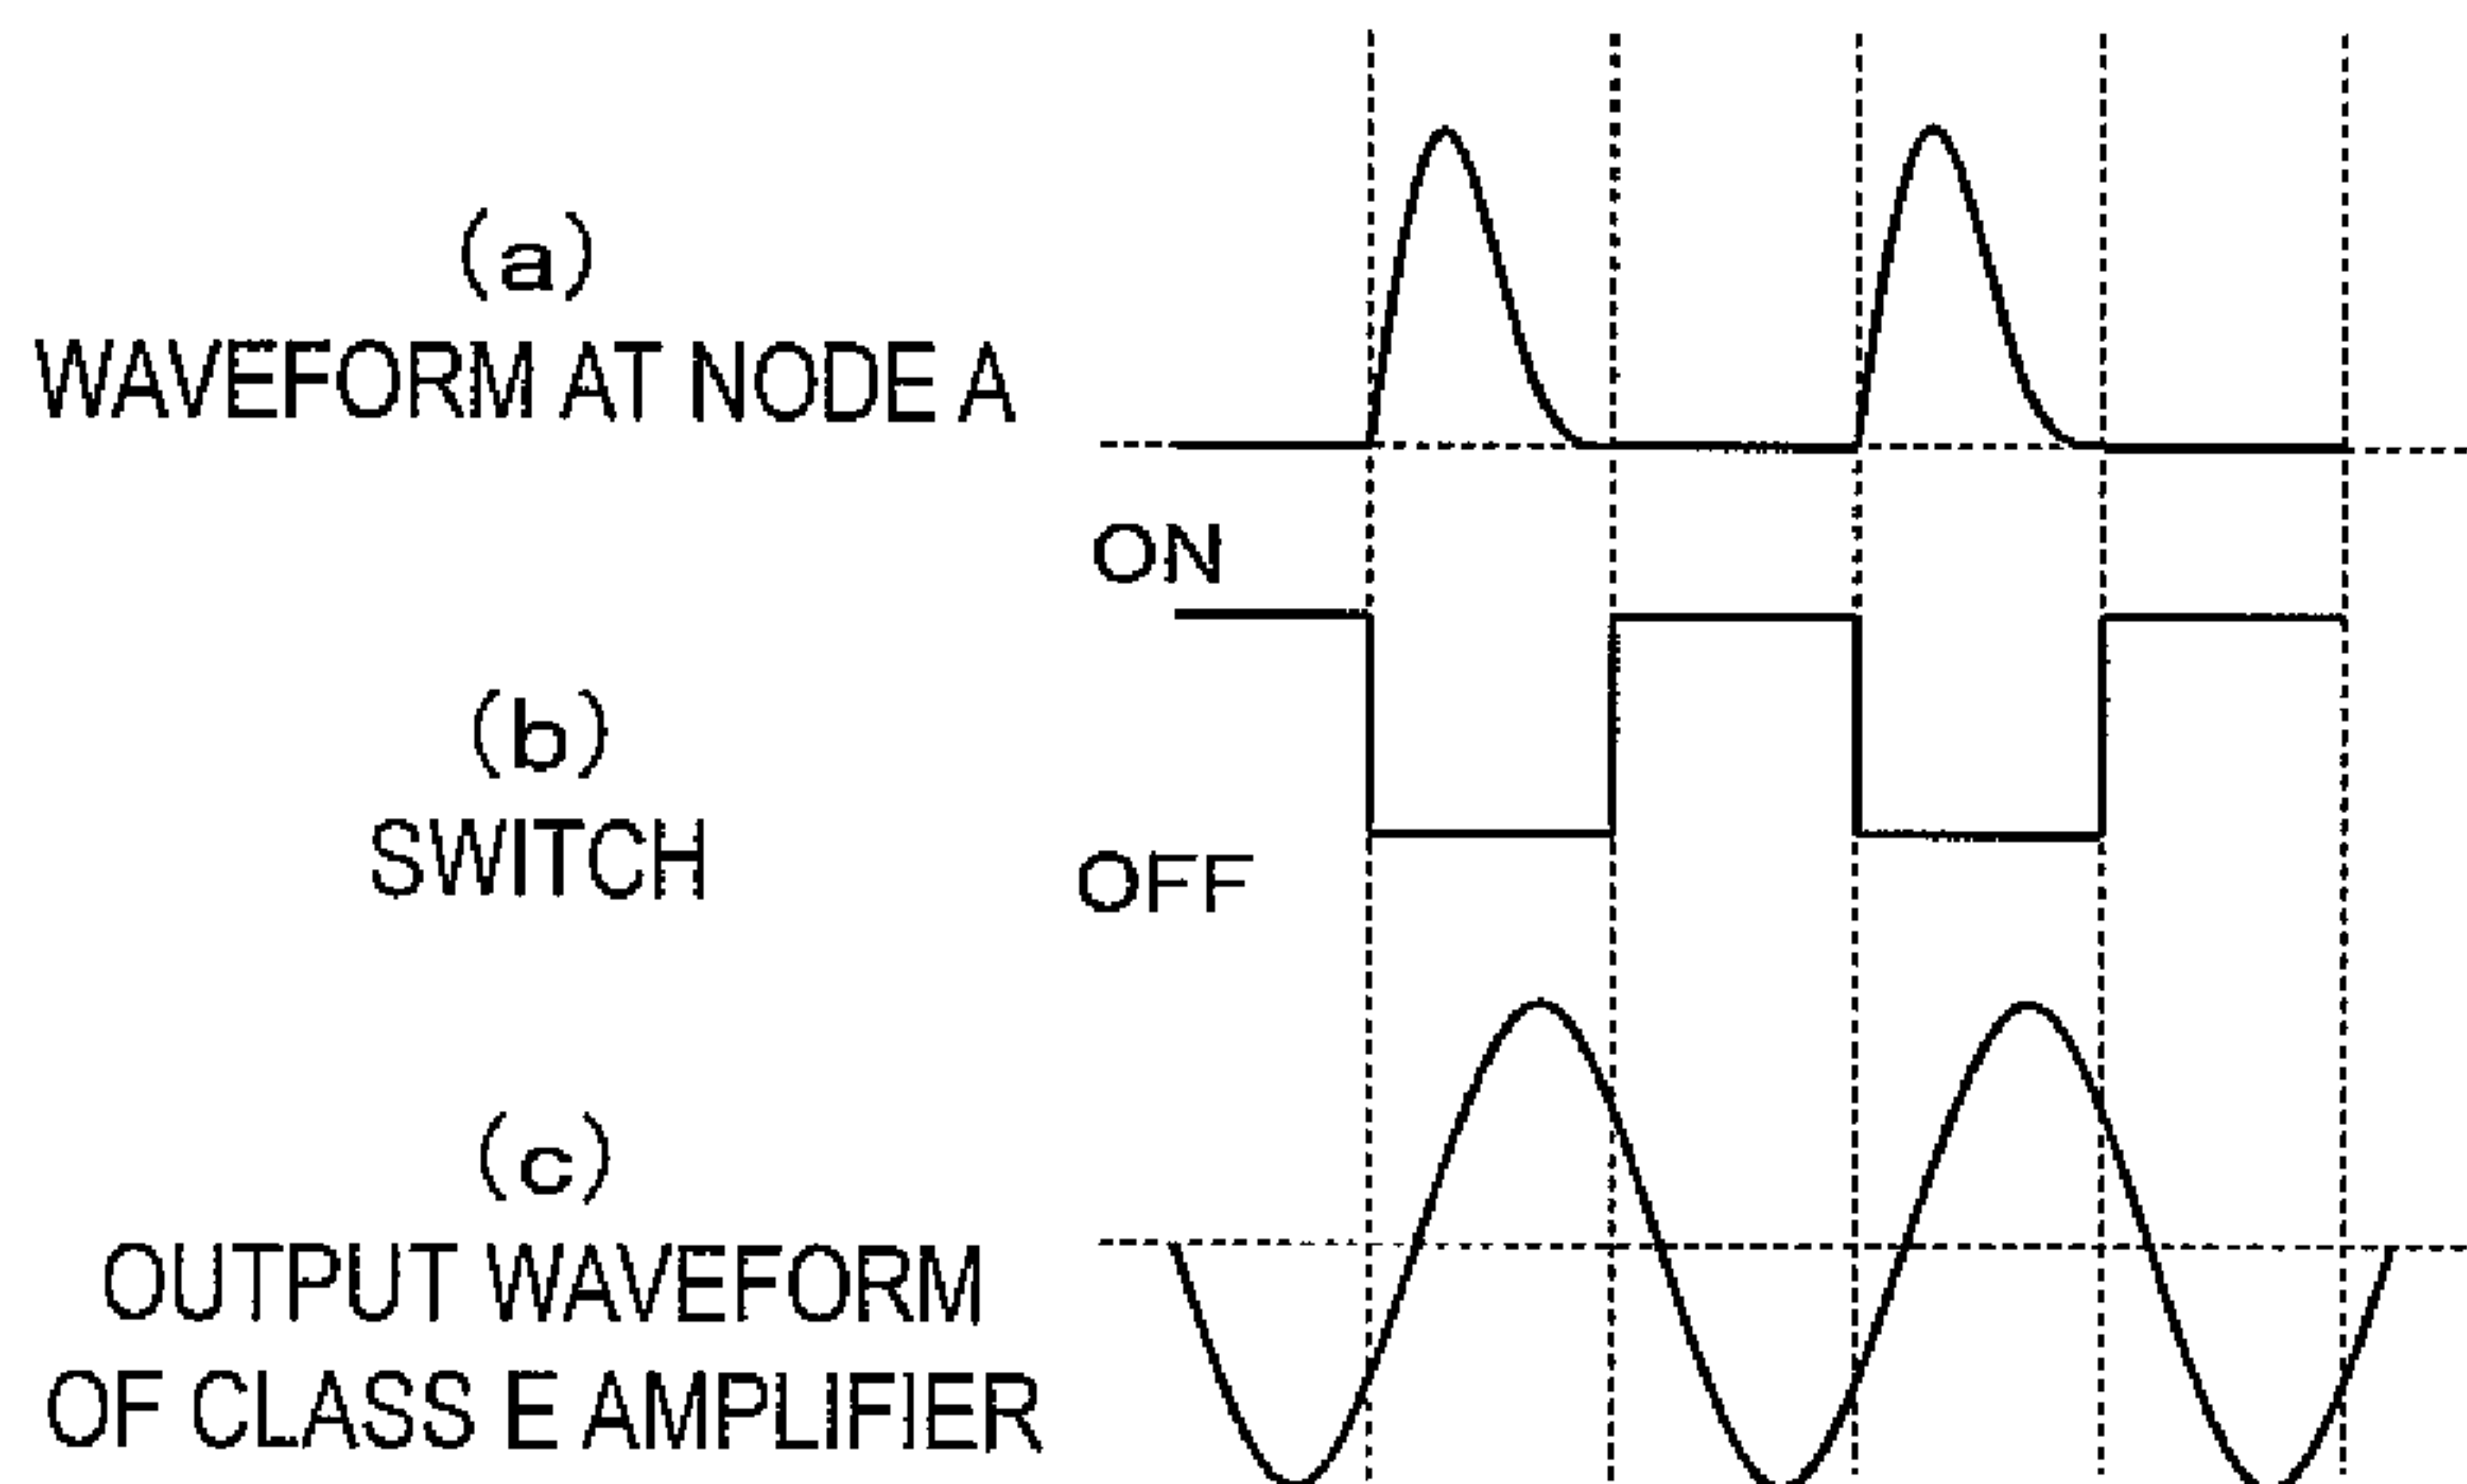 (a)
WAVEFORM AT NODE A
ON
(b)
SWITCH
OFF
(c)
OUTPUT WAVEFORM
OF CLASS E AMPLIFIER